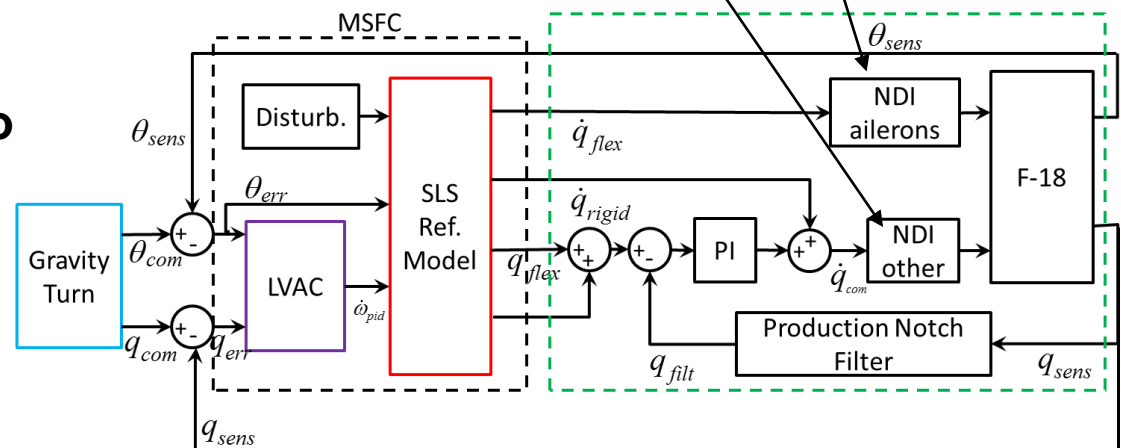 MSFC
θsens
Disturb.
NDI
ailerons
θsens
q̇flex
θerr
SLS
Ref.
Model
F-18
q̇rigid
Gravity
Turn
+
-
θcom
LVAC
qflex
+
+
+
-
PI
+
+
NDI
other
q̇com
ω̇pid
+
-
qcom
qerr
Production Notch
Filter
qfilt
qsens
qsens